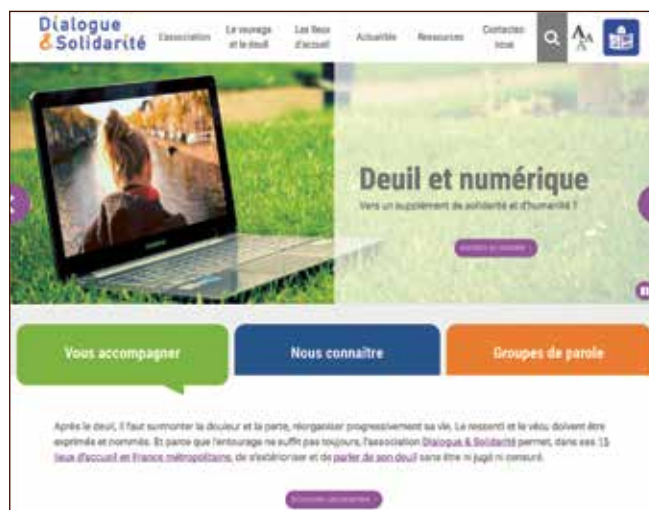 Dialogue
&Solidarité
L'association
Le veuvage
et le deuil
Les lieux
d'accueil
Actualités
Ressources
Contactez-
nous
AAA
Deuil et numérique
Vers un supplément de solidarité et d'humanité ?
Vous accompagner
Nous connaître
Groupes de parole
Après le deuil, il faut surmonter la douleur et la perte, réorganiser progressivement sa vie. Le ressenti et le vécu doivent être
exprimés et nommés. Et parce que l'entourage ne suffit pas toujours, l'association Dialogue & Solidarité permet, dans ses 15
lieux d'accueil en France métropolitaine, de s'extérioriser et de parler de son deuil sans être ni jugé ni censuré.